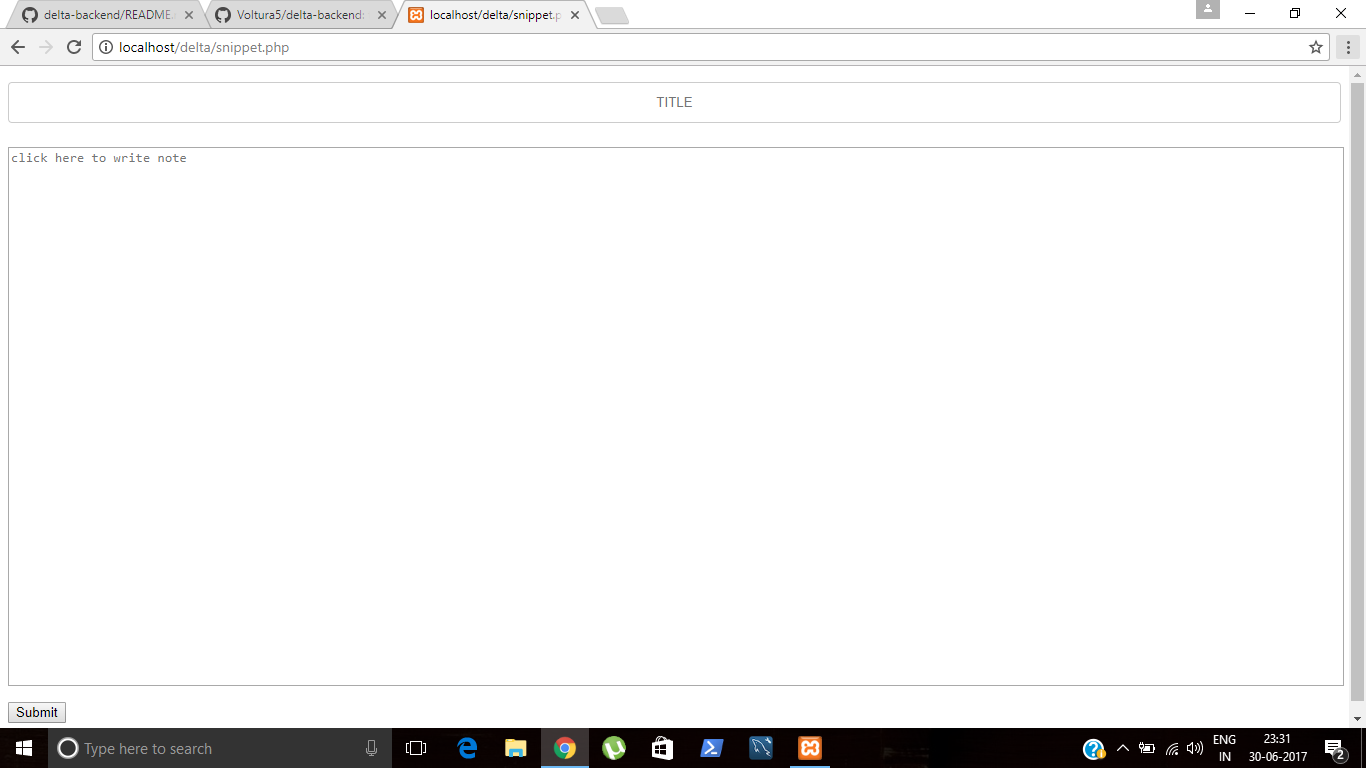 delta-backend/README.
Voltura5/delta-backend:
localhost/delta/snippet.p
localhost/delta/snippet.php
TITLE
click here to write note
Submit
Type here to search
ENG
IN
23:31
30-06-2017
2